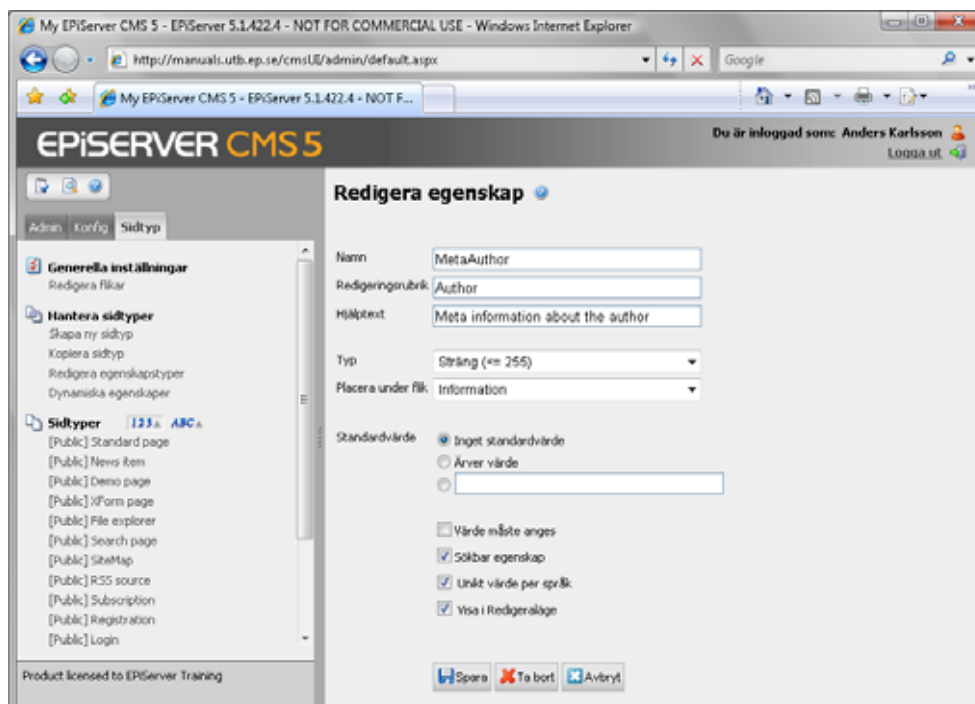 My EPiServer CMS 5 - EPiServer 5.1.422.4 - NOT FOR COMMERCIAL USE - Windows Internet Explorer
http://manuals.utb.ep.se/cmsUI/admin/default.aspx
Google
My EPiServer CMS 5 - EPiServer 5.1.422.4 - NOT F...
EPiSERVER CMS 5
Du är inloggad som: Anders Karlsson
Logga ut
Admin Konfig Sidtyp
Generella inställningar
Redigera flikar
Hantera sidtyper
Skapa ny sidtyp
Kopiera sidtyp
Redigera egenskapstyper
Dynamiska egenskaper
Sidtyper 123 ABC
[Public] Standard page
[Public] News item
[Public] Demo page
[Public] XForm page
[Public] File explorer
[Public] Search page
[Public] SiteMap
[Public] RSS source
[Public] Subscription
[Public] Registration
[Public] Login
Product licensed to EPiServer Training
Redigera egenskap
Namn MetaAuthor
Redigeringsrubrik Author
Hjälptext Meta information about the author
Typ Sträng (<= 255)
Placera under flik Information
Standardvärde Inget standardvärde
Ärver värde
Värde måste anges
Sökbar egenskap
Unikt värde per språk
Visa i Redigeraläge
Spara Ta bort Avbryt